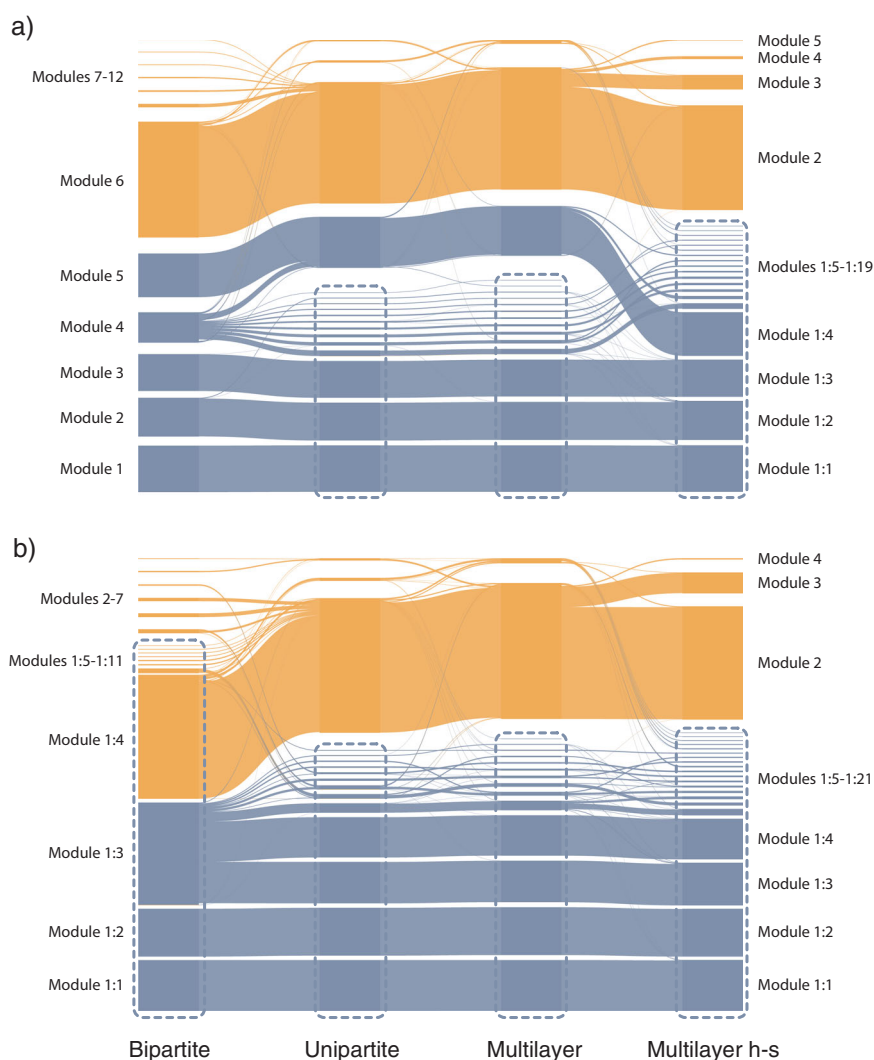 a)
Modules 7-12
Module 6
Module 5
Module 4
Module 3
Module 2
Module 1
Module 5
Module 4
Module 3
Module 2
Modules 1:5-1:19
Module 1:4
Module 1:3
Module 1:2
Module 1:1
b)
Modules 2-7
Modules 1:5-1:11
Module 1:4
Module 1:3
Module 1:2
Module 1:1
Module 4
Module 3
Module 2
Modules 1:5-1:21
Module 1:4
Module 1:3
Module 1:2
Module 1:1
Bipartite Unipartite Multilayer Multilayer h-s